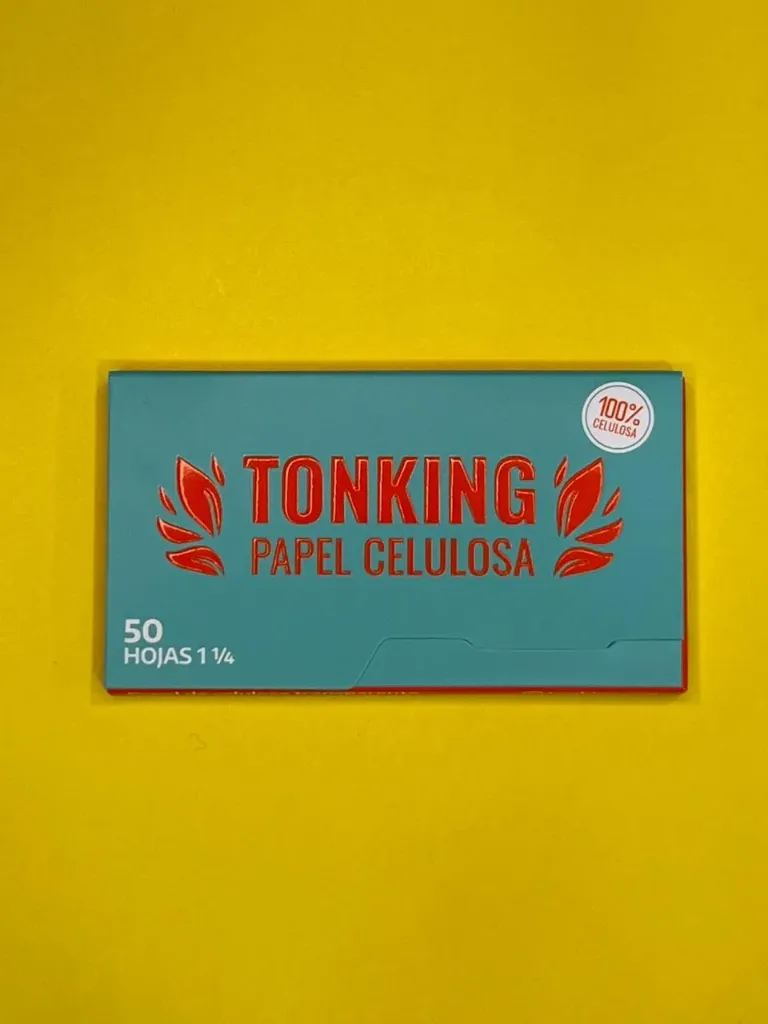 100%
CELULOSA
TONKING
PAPEL CELULOSA
50
HOJAS 1 1/4